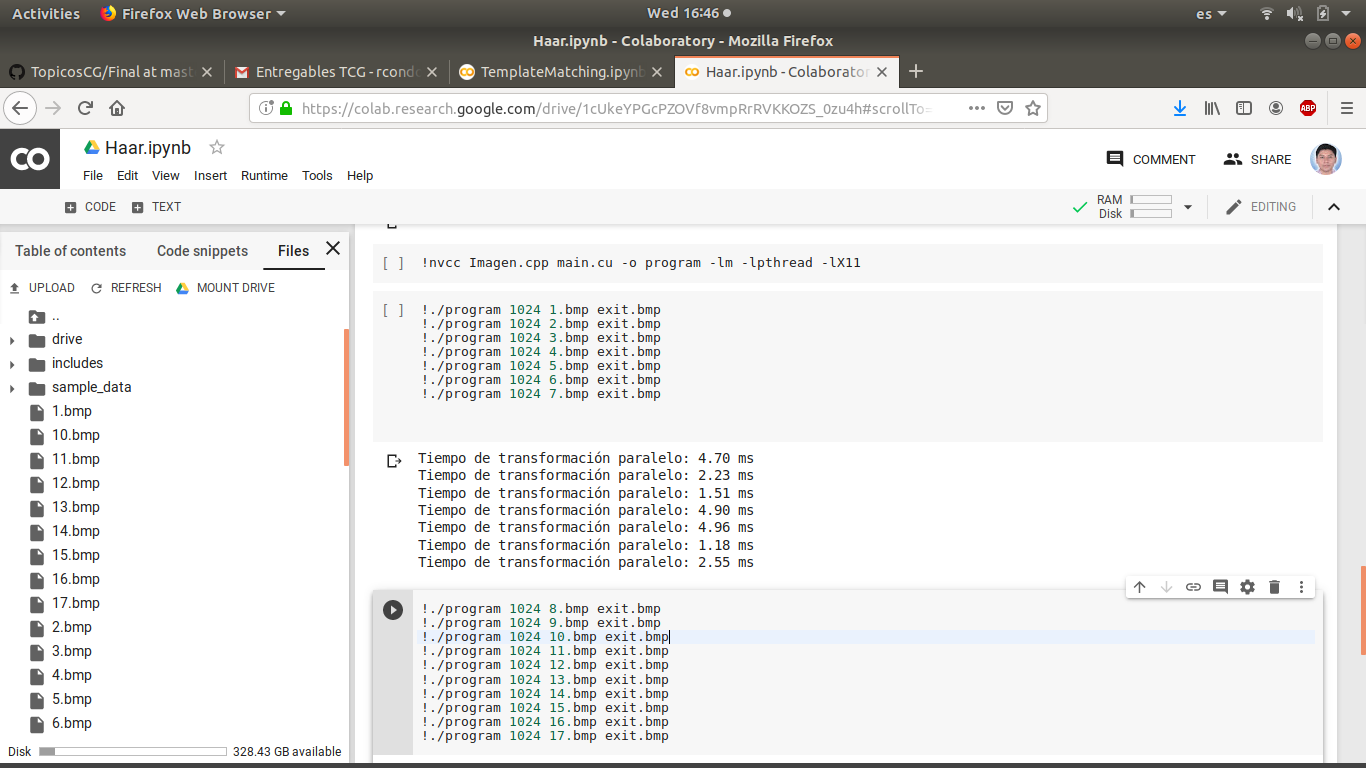 Activities Firefox Web Browser Wed 16:46 es
Haar.ipynb - Colaboratory - Mozilla Firefox
TopicosCG/Final at mast Entregables TCG - rcond TemplateMatching.ipynb Haar.ipynb - Colaborator
https://colab.research.google.com/drive/1cUkeYPGcPZOVf8vmpRrRVKKOZS_0zu4h#scrollTo= ABP
CO Haar.ipynb
File Edit View Insert Runtime Tools Help
COMMENT SHARE
CODE TEXT
RAM
Disk
EDITING
Table of contents Code snippets Files
UPLOAD REFRESH MOUNT DRIVE
..
drive
includes
sample_data
1.bmp
10.bmp
11.bmp
12.bmp
13.bmp
14.bmp
15.bmp
16.bmp
17.bmp
2.bmp
3.bmp
4.bmp
5.bmp
6.bmp
Disk 328.43 GB available
[ ] !nvcc Imagen.cpp main.cu -o program -lm -lpthread -lX11
[ ] !./program 1024 1.bmp exit.bmp
!./program 1024 2.bmp exit.bmp
!./program 1024 3.bmp exit.bmp
!./program 1024 4.bmp exit.bmp
!./program 1024 5.bmp exit.bmp
!./program 1024 6.bmp exit.bmp
!./program 1024 7.bmp exit.bmp
Tiempo de transformación paralelo: 4.70 ms
Tiempo de transformación paralelo: 2.23 ms
Tiempo de transformación paralelo: 1.51 ms
Tiempo de transformación paralelo: 4.90 ms
Tiempo de transformación paralelo: 4.96 ms
Tiempo de transformación paralelo: 1.18 ms
Tiempo de transformación paralelo: 2.55 ms
!./program 1024 8.bmp exit.bmp
!./program 1024 9.bmp exit.bmp
!./program 1024 10.bmp exit.bmp
!./program 1024 11.bmp exit.bmp
!./program 1024 12.bmp exit.bmp
!./program 1024 13.bmp exit.bmp
!./program 1024 14.bmp exit.bmp
!./program 1024 15.bmp exit.bmp
!./program 1024 16.bmp exit.bmp
!./program 1024 17.bmp exit.bmp